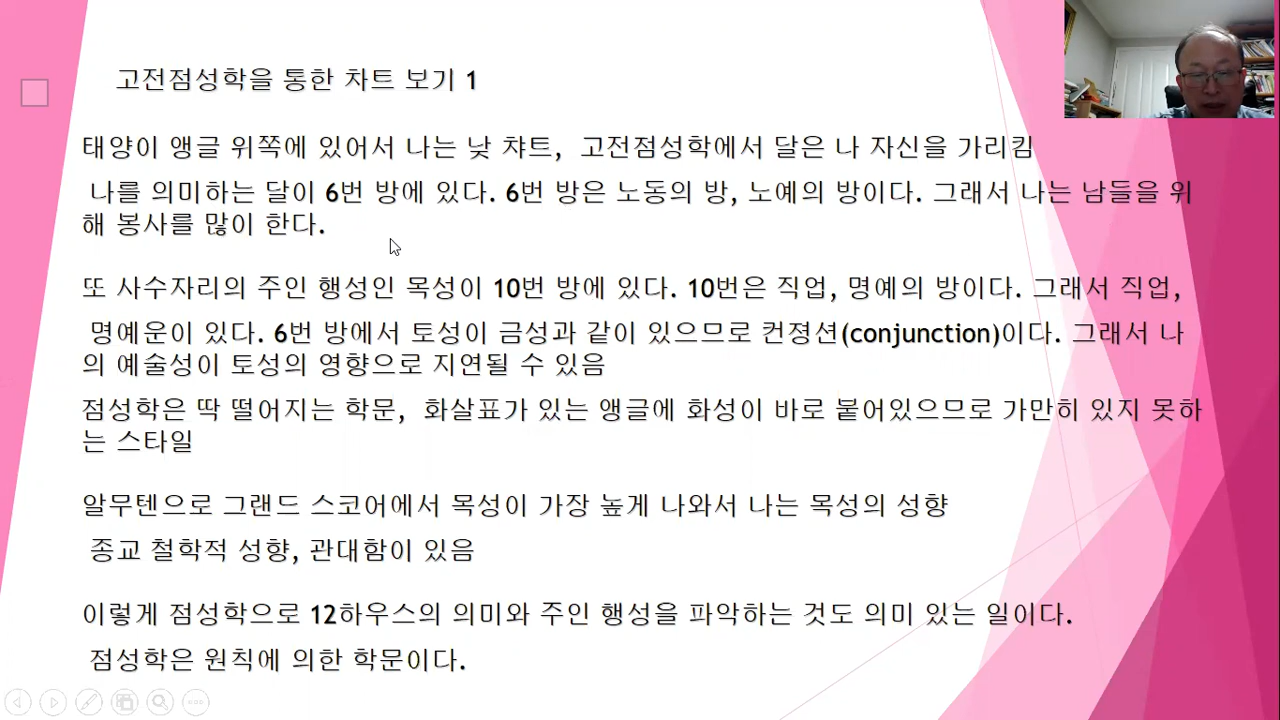 고전점성학을 통한 차트 보기 1
태양이 앵글 위쪽에 있어서 나는 낮 챠트, 고전점성학에서 달은 나 자신을 가리킴
나를 의미하는 달이 6번 방에 있다. 6번 방은 노동의 방, 노예의 방이다. 그래서 나는 남들을 위
해 봉사를 많이 한다.
또 사수자리의 주인 행성인 목성이 10번 방에 있다. 10번은 직업, 명예의 방이다. 그래서 직업,
명예운이 있다. 6번 방에서 토성이 금성과 같이 있으므로 컨졍션(conjunction)이다. 그래서 나
의 예술성이 토성의 영향으로 지연될 수 있음
점성학은 딱 떨어지는 학문, 화살표가 있는 앵글에 화성이 바로 붙어있으므로 가만히 있지 못하
는 스타일
알무텐으로 그랜드 스코어에서 목성이 가장 높게 나와서 나는 목성의 성향
종교 철학적 성향, 관대함이 있음
이렇게 점성학으로 12하우스의 의미와 주인 행성을 파악하는 것도 의미 있는 일이다.
점성학은 원칙에 의한 학문이다.